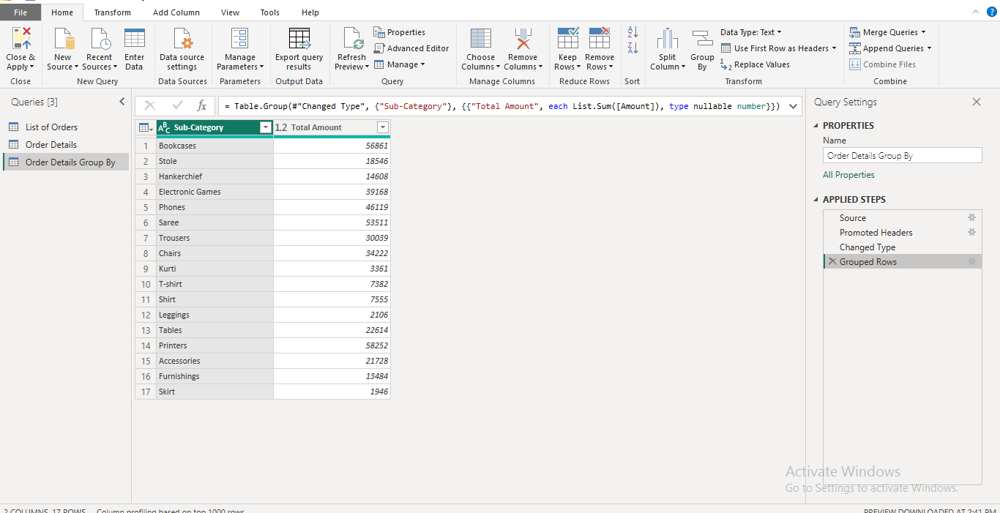 File Home Transform Add Column View Tools Help
Close & Apply
Close
New Source
Recent Sources
Enter Data
New Query
Data source settings
Data Sources
Manage Parameters
Parameters
Export query results
Output Data
Refresh Preview
Properties
Advanced Editor
Manage
Query
Choose Columns
Remove Columns
Manage Columns
Keep Rows
Remove Rows
Reduce Rows
Sort
Split Column
Group By
Data Type: Text
Use First Row as Headers
Replace Values
Transform
Merge Queries
Append Queries
Combine Files
Combine
Queries [3]
List of Orders
Order Details
Order Details Group By
fx = Table.Group(#"Changed Type", {"Sub-Category"}, {{"Total Amount", each List.Sum([Amount]), type nullable number}})
ABC Sub-Category 1.2 Total Amount
1 Bookcases 56861
2 Stole 18546
3 Hankerchief 14608
4 Electronic Games 39168
5 Phones 46119
6 Saree 53511
7 Trousers 30039
8 Chairs 34222
9 Kurti 3361
10 T-shirt 7382
11 Shirt 7555
12 Leggings 2106
13 Tables 22614
14 Printers 58252
15 Accessories 21728
16 Furnishings 13484
17 Skirt 1946
Query Settings
PROPERTIES
Name
Order Details Group By
All Properties
APPLIED STEPS
Source
Promoted Headers
Changed Type
Grouped Rows
Activate Windows
Go to Settings to activate Windows.
2 COLUMNS, 17 ROWS Column profiling based on top 1000 rows
PREVIEW DOWNLOADED AT 2:41 PM